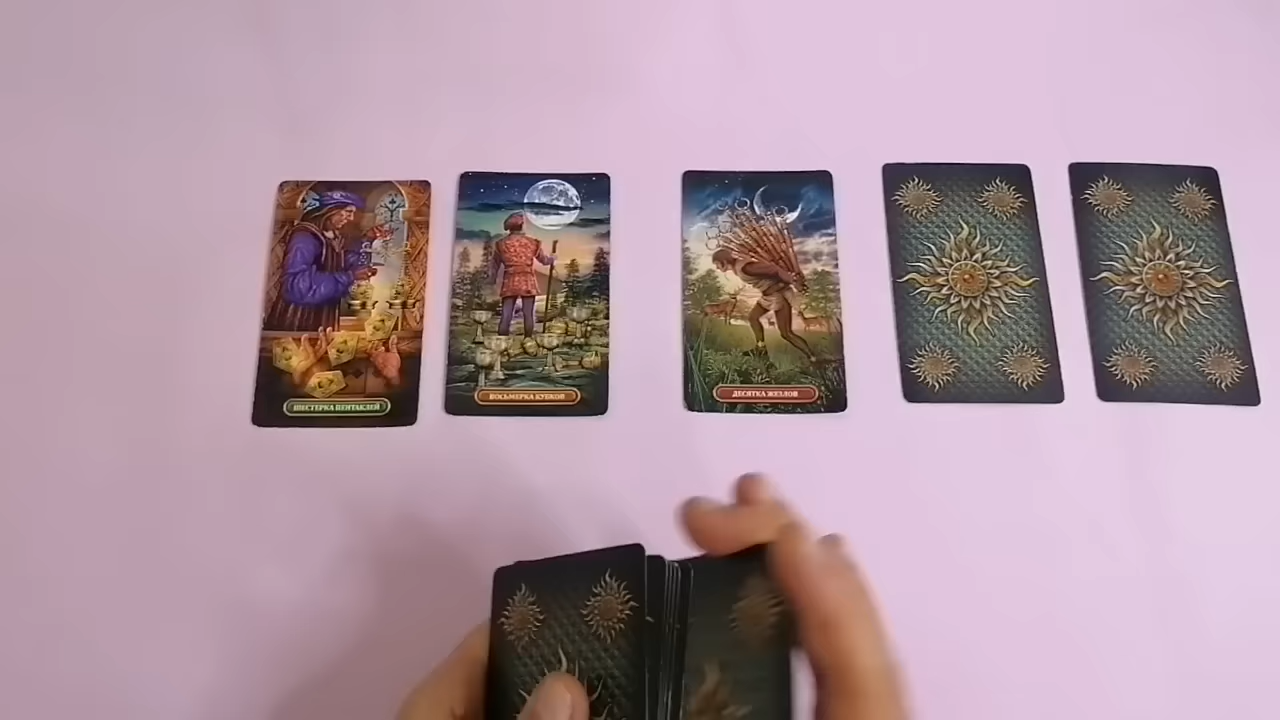 ШЕСТЕРКА ПЕНТАКЛЕЙ
ВОСЬМЕРКА КУБКОВ
ДЕСЯТКА ЖЕЗЛОВ